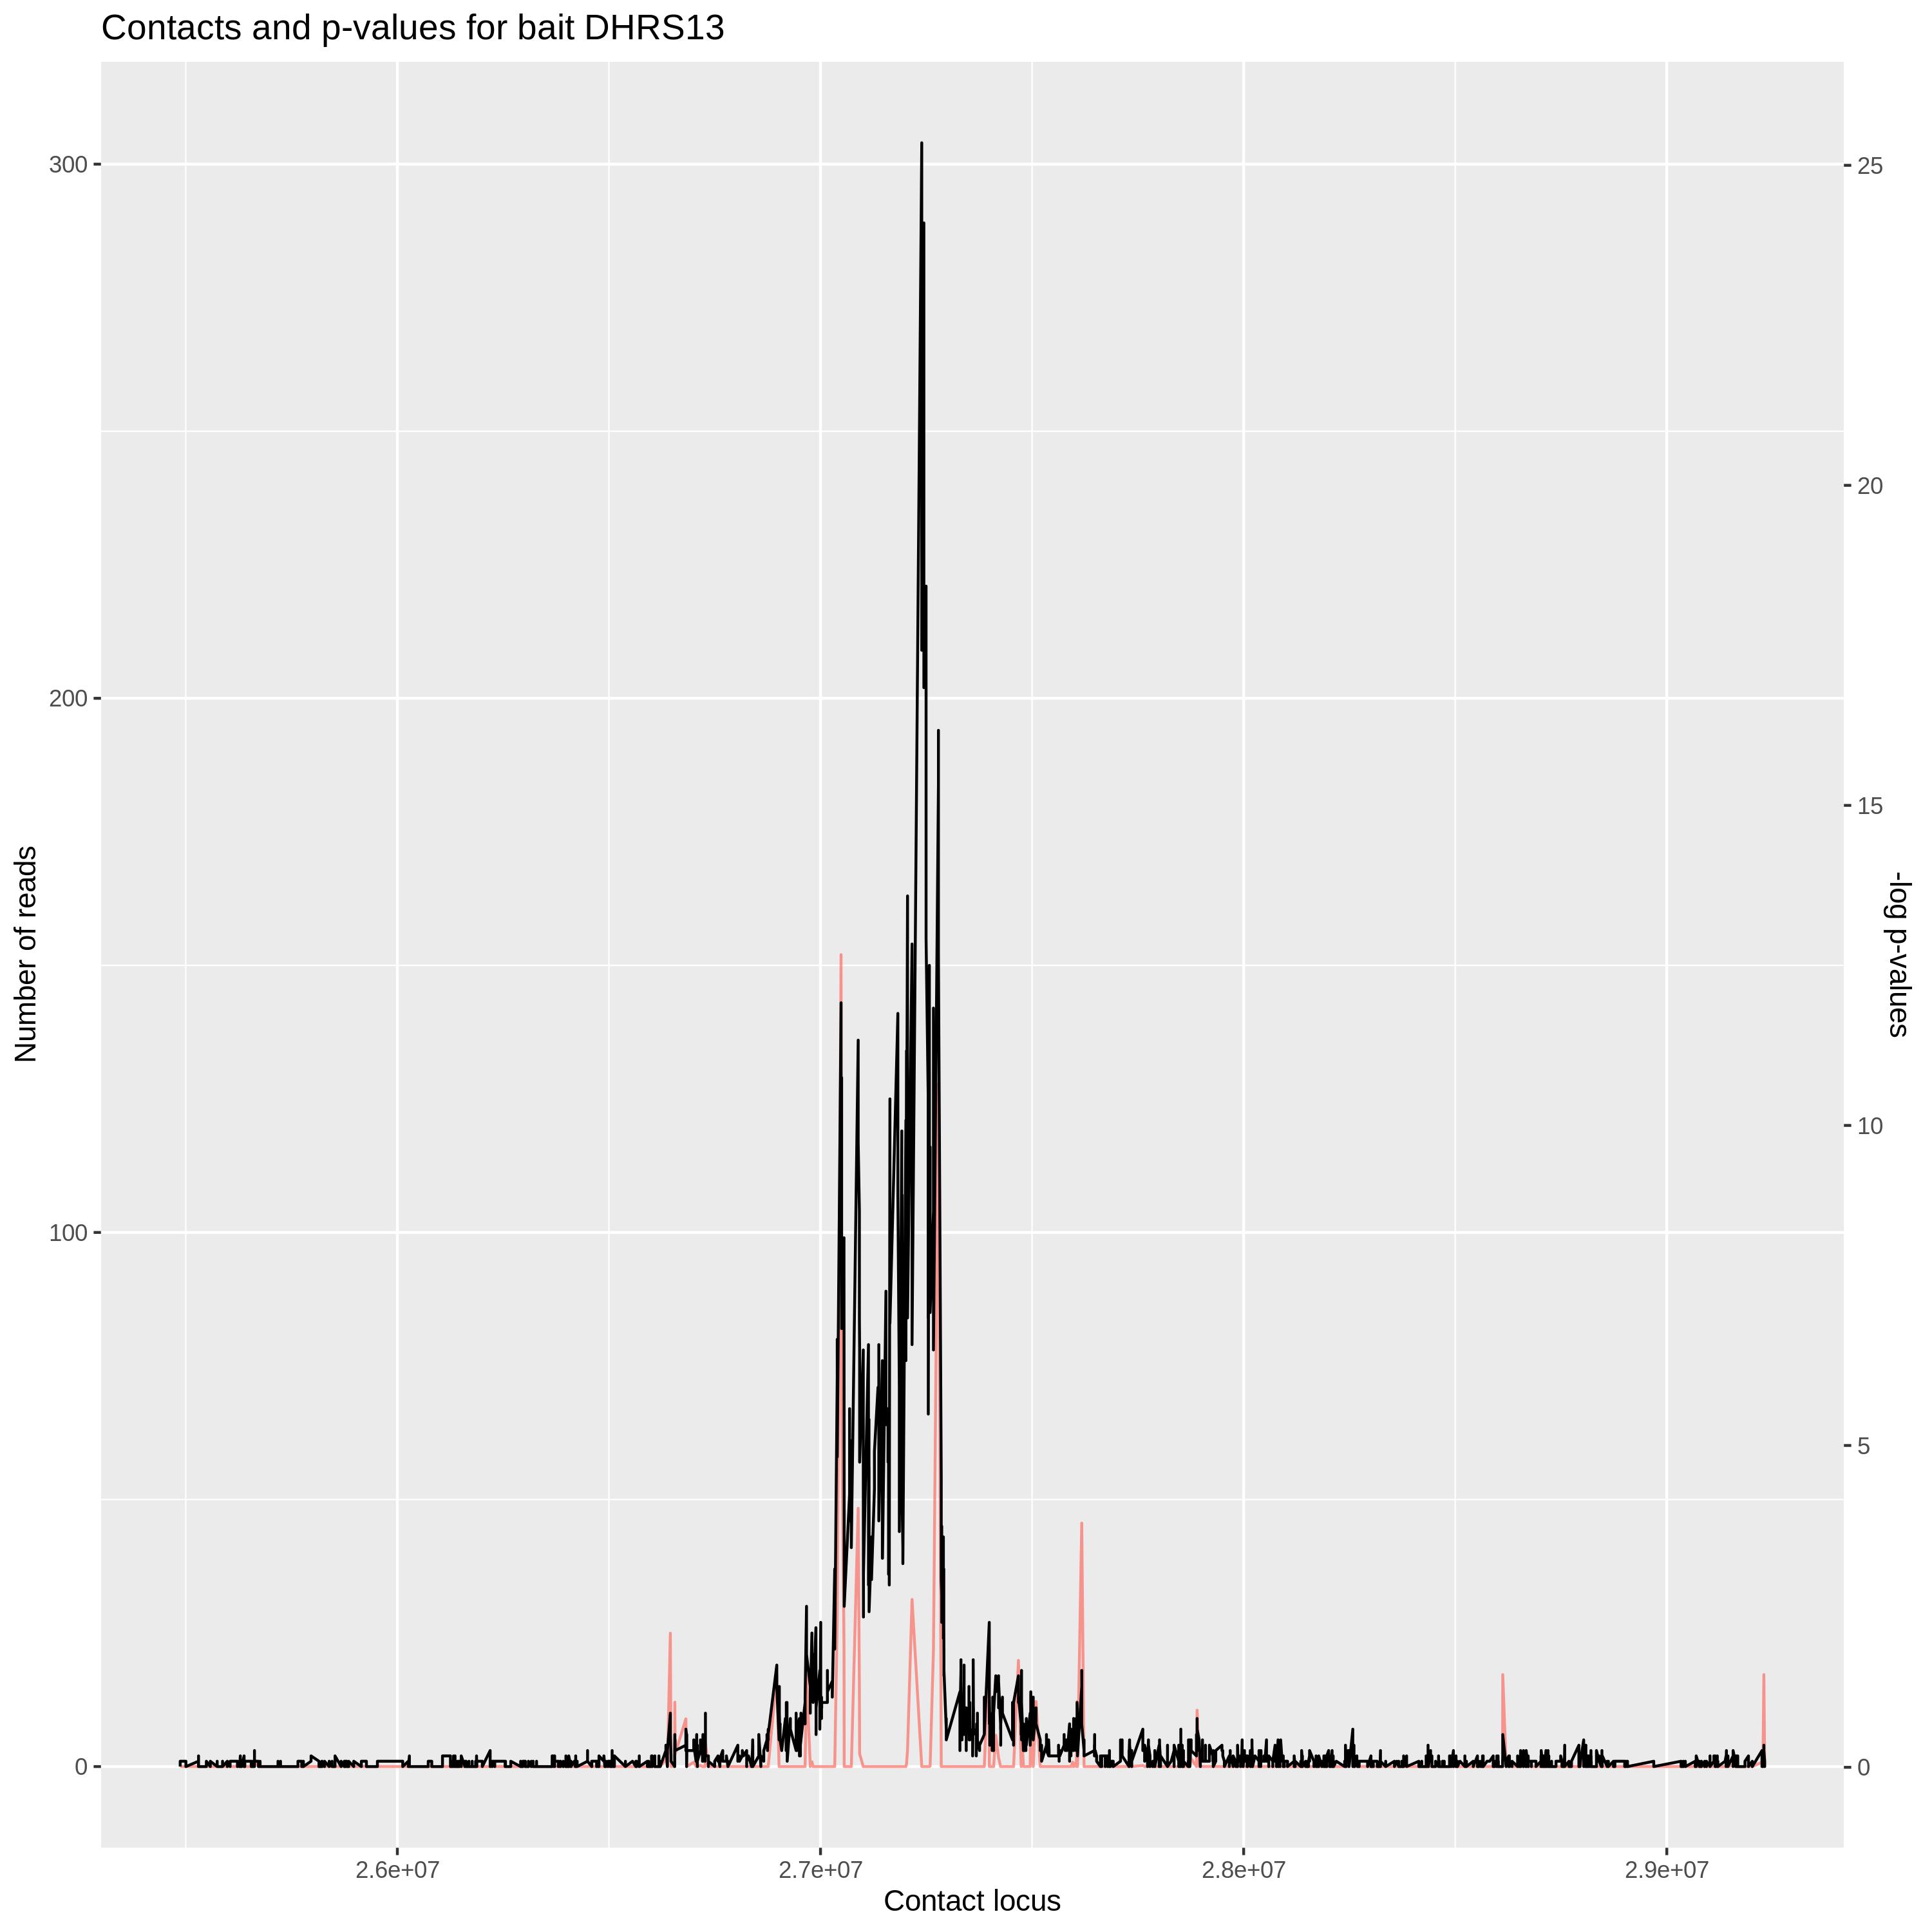 Contacts and p-values for bait DHRS13
300
200
100
0
Number of reads
25
20
15
10
5
0
-log p-values
2.6e+07
2.7e+07
2.8e+07
2.9e+07
Contact locus